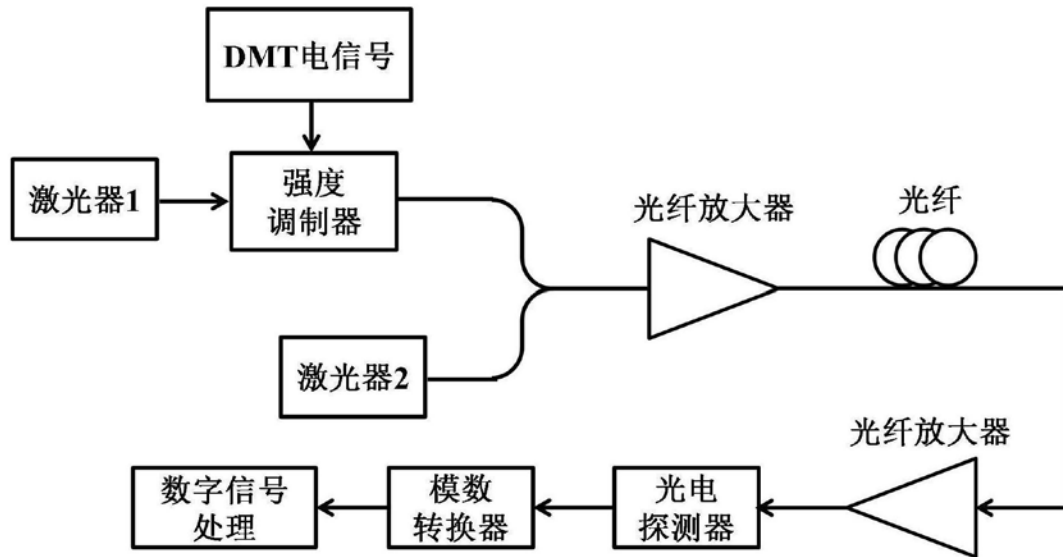 DMT电信号
激光器1
强度
调制器
光纤放大器
光纤
激光器2
光纤放大器
数字信号
处理
模数
转换器
光电
探测器